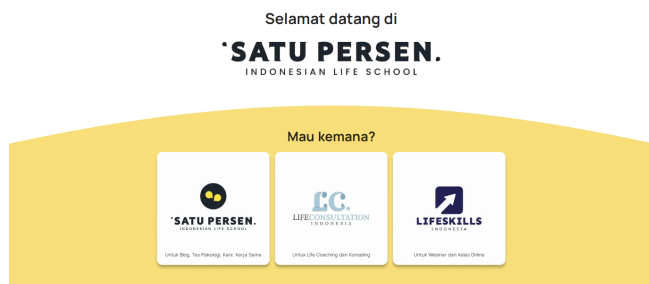 Selamat datang di
•SATU PERSEN.
INDONESIAN LIFE SCHOOL
Mau kemana?
•SATU PERSEN.
INDONESIAN LIFE SCHOOL
Untuk Blog, Tes Psikologi, Karir, Kerja Sama
LC.
LIFECONSULTATION
INDONESIA
Untuk Life Coaching dan Konseling
LIFESKILLS
INDONESIA
Untuk Webinar dan Kelas Online